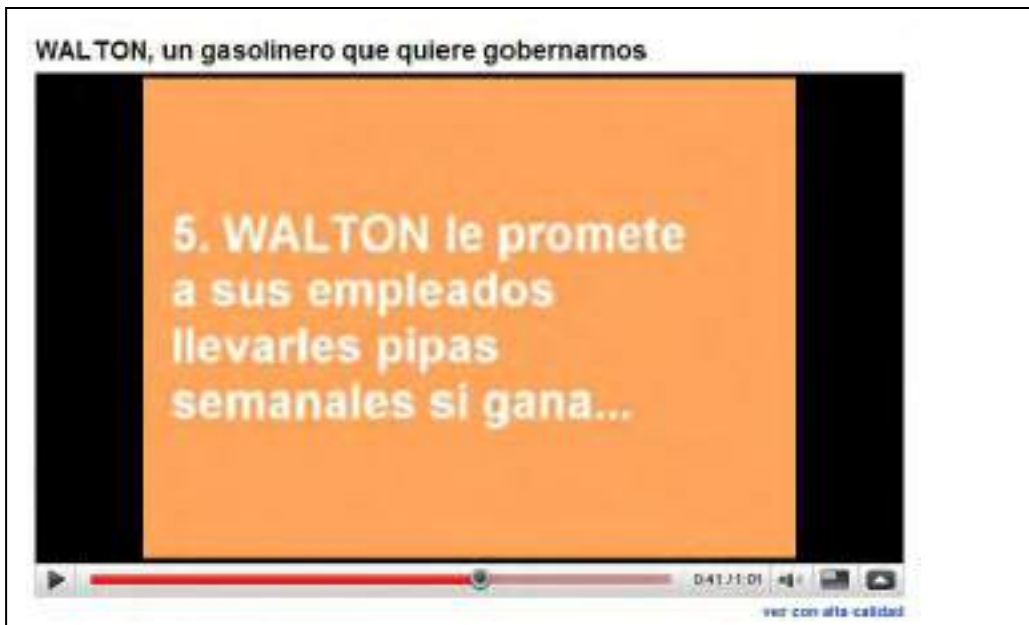 WALTON, un gasolinero que quiere gobernarnos
5. WALTON le promete
a sus empleados
llevarles pipas
semanales si gana...
0:41 / 1:01
ver con alta calidad